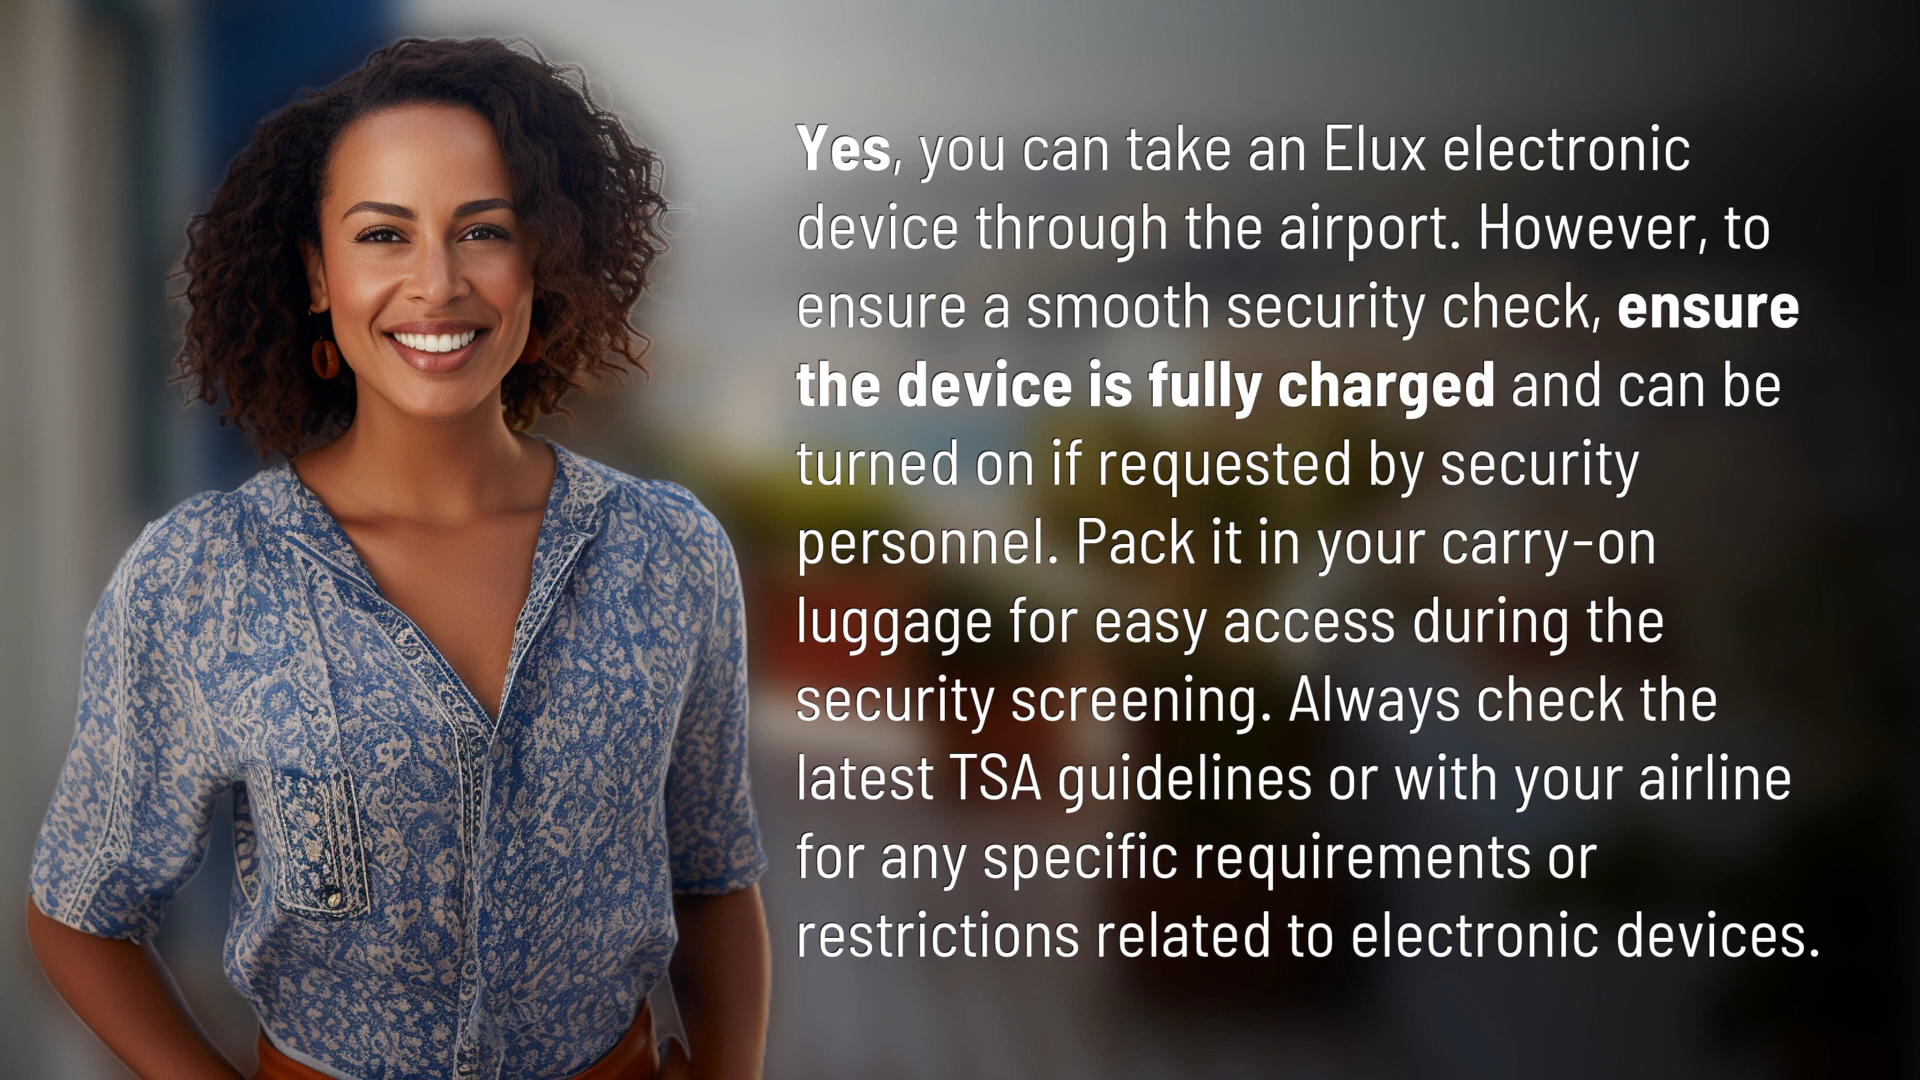 Yes, you can take an Elux electronic
device through the airport. However, to
ensure a smooth security check, ensure
the device is fully charged and can be
turned on if requested by security
personnel. Pack it in your carry-on
luggage for easy access during the
security screening. Always check the
latest TSA guidelines or with your airline
for any specific requirements or
restrictions related to electronic devices.